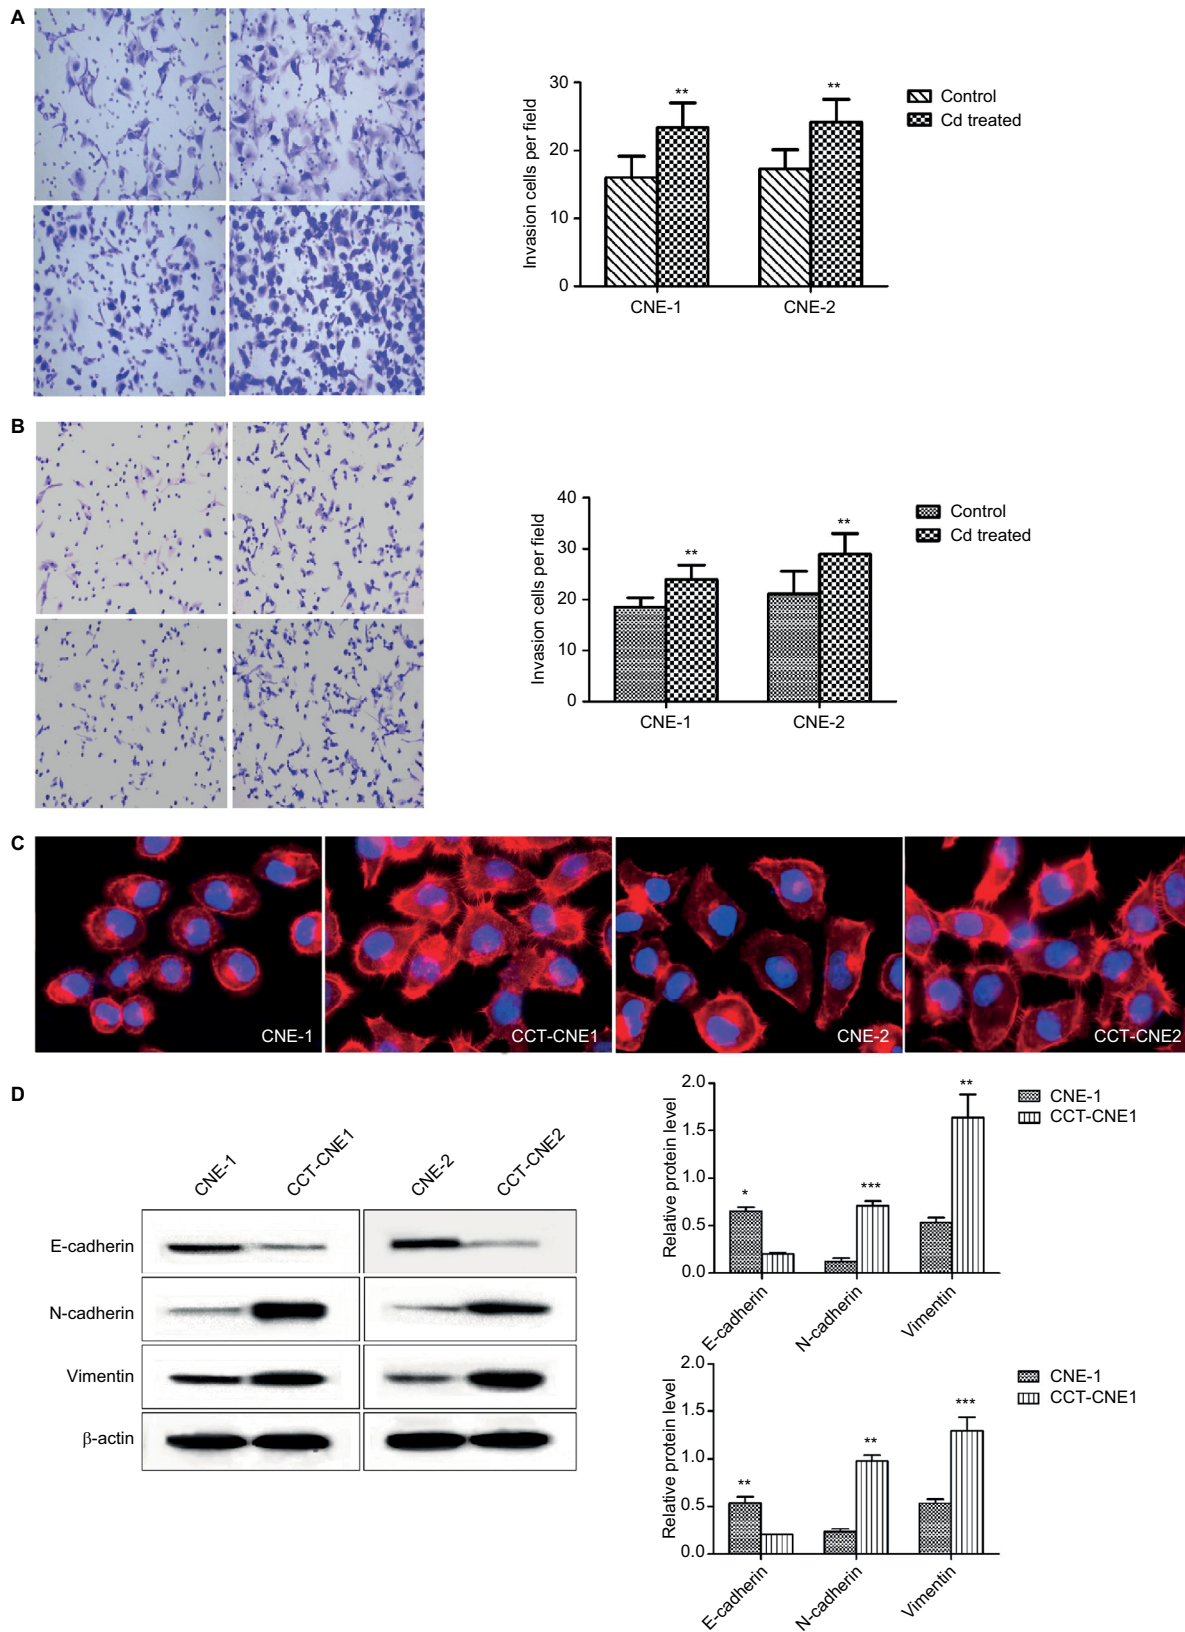 A
Invasion cells per field
30
20
10
0
**
**
CNE-1
CNE-2
Control
Cd treated
B
Invasion cells per field
40
30
20
10
0
**
**
CNE-1
CNE-2
Control
Cd treated
C
CNE-1
CCT-CNE1
CNE-2
CCT-CNE2
D
CNE-1
CCT-CNE1
CNE-2
CCT-CNE2
E-cadherin
N-cadherin
Vimentin
β-actin
Relative protein level
2.0
1.5
1.0
0.5
0.0
*
***
**
E-cadherin
N-cadherin
Vimentin
CNE-1
CCT-CNE1
Relative protein level
2.0
1.5
1.0
0.5
0.0
**
**
***
E-cadherin
N-cadherin
Vimentin
CNE-1
CCT-CNE1